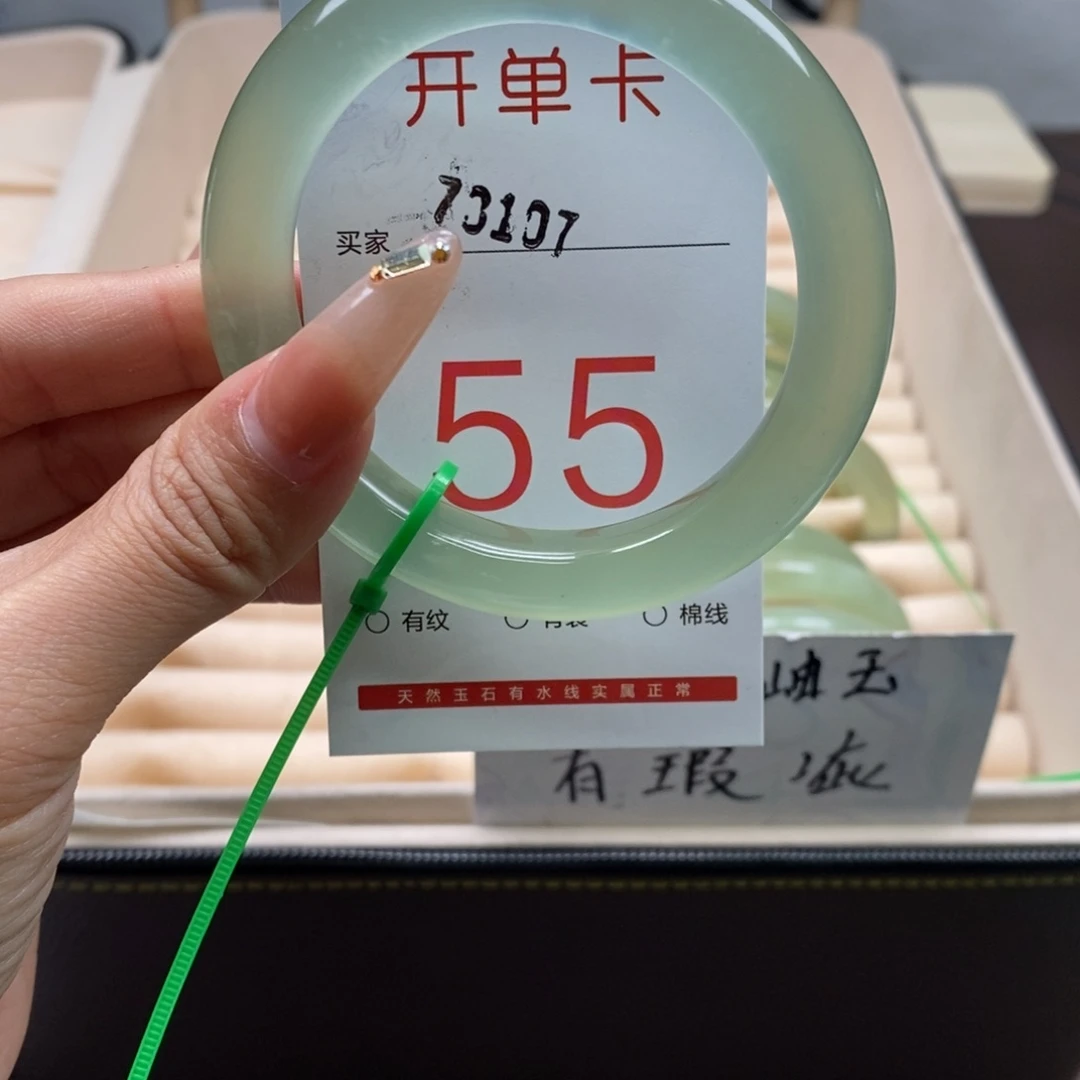 开单卡
买家 73107
55
有纹 棉线
天然玉石有水线实属正常
岫玉
有瑕疵